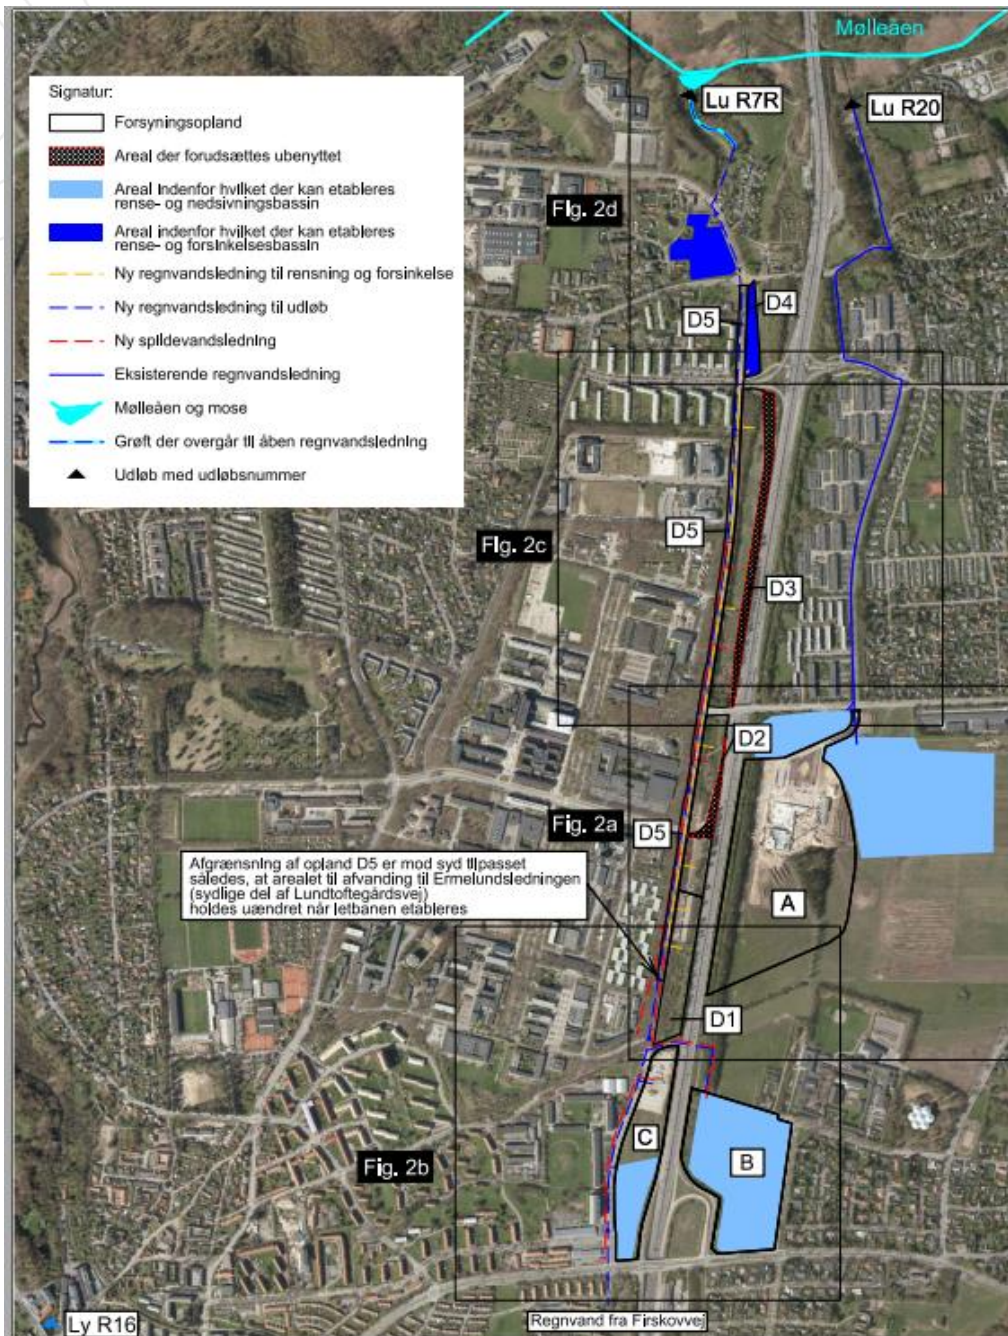 Mølleåen
Lu R7R
Lu R20
Signatur:
Forsyningsopland
Areal der forudsættes ubenyttet
Areal indenfor hvilket der kan etableres
rense- og nedsivningsbassin
Areal indenfor hvilket der kan etableres
rense- og forsinkelsesbassin
Ny regnvandsledning til rensning og forsinkelse
Ny regnvandsledning til udløb
Ny spildevandsledning
Eksisterende regnvandsledning
Mølleåen og mose
Grøft der overgår til åben regnvandsledning
Udløb med udløbsnummer
Fig. 2d
D4
D5
Fig. 2c
D5
D3
D2
Fig. 2a
D5
Afgrænsning af opland D5 er mod syd tilpasset
således, at arealet til afvanding til Ermelundsledningen
(sydlige del af Lundtoftegårdsvej)
holdes uændret når letbanen etableres
A
D1
C
B
Fig. 2b
Ly R16
Regnvand fra Firskovvej